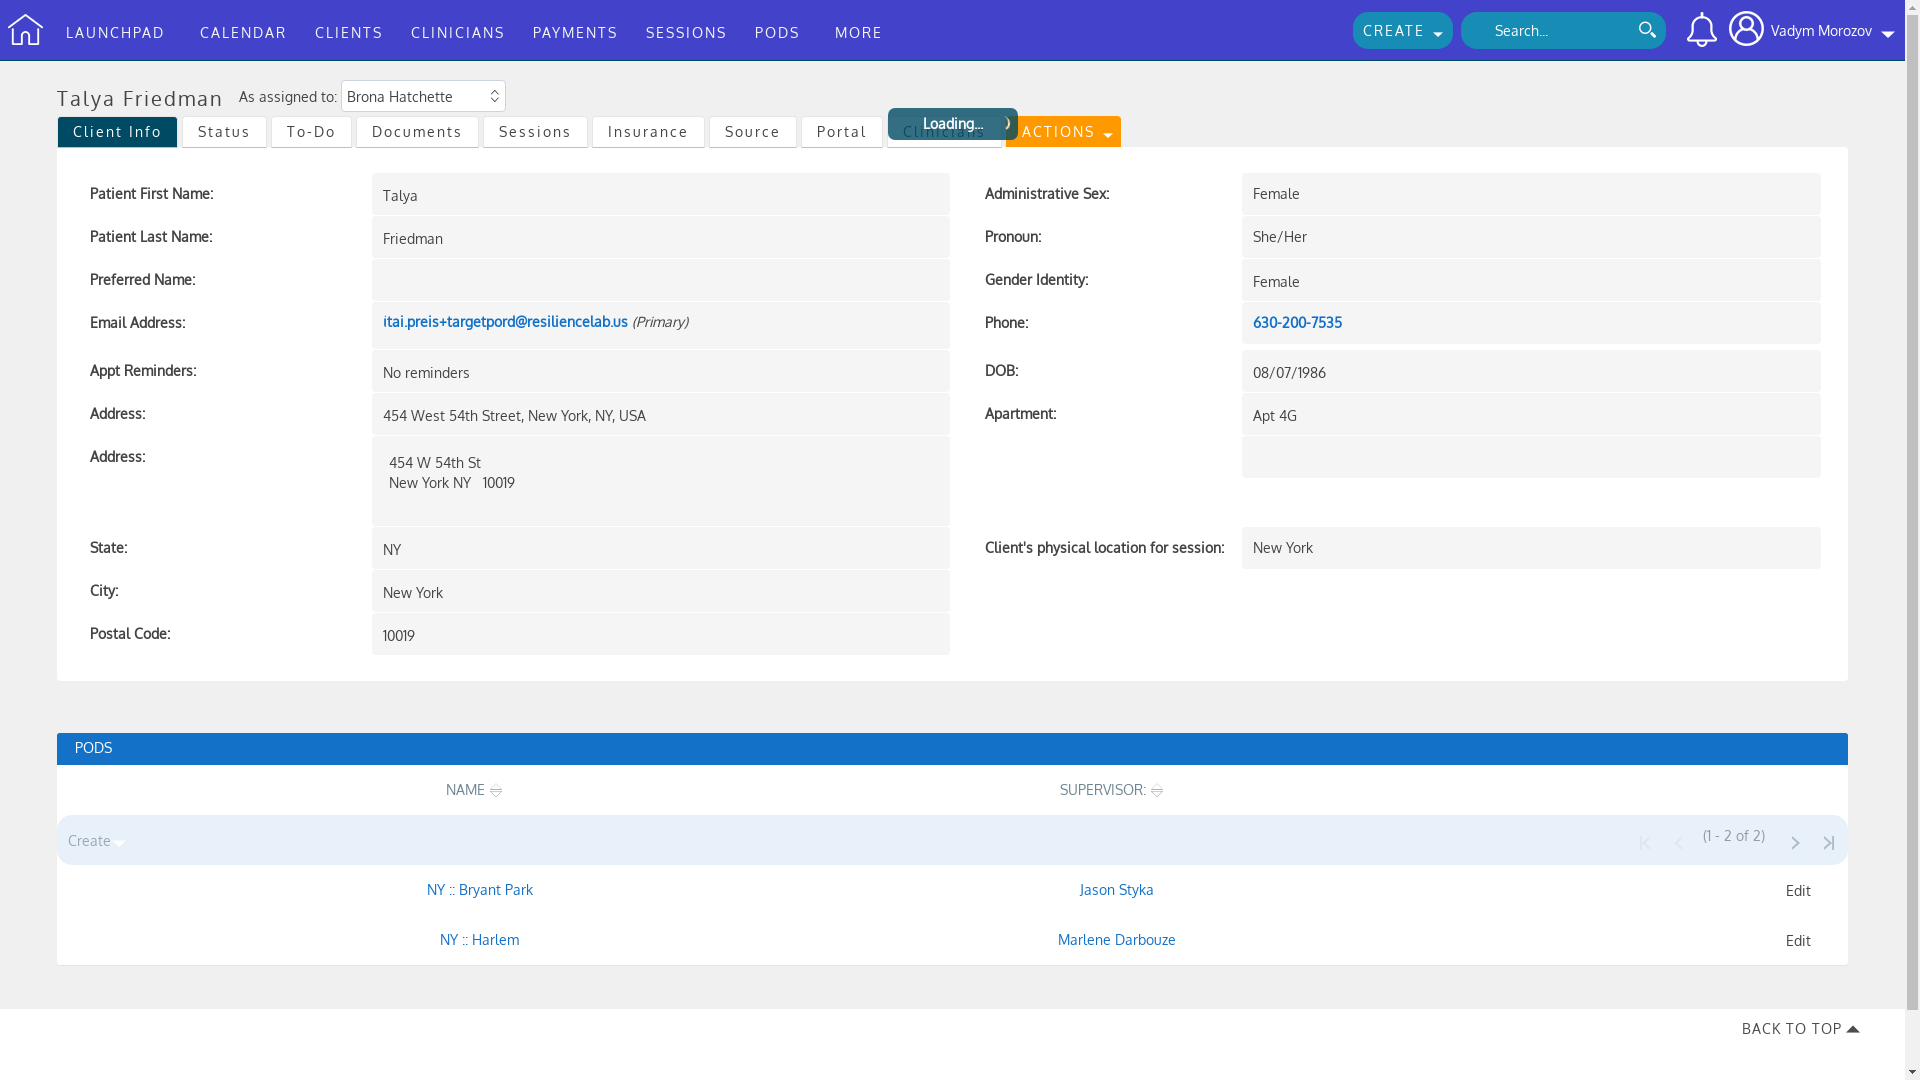 LAUNCHPAD CALENDAR CLIENTS CLINICIANS PAYMENTS SESSIONS PODS MORE CREATE Search... Vadym Morozov
Talya Friedman As assigned to: Brona Hatchette
Client Info Status To-Do Documents Sessions Insurance Source Portal Clinicians ACTIONS
Loading...
Patient First Name: Talya Administrative Sex: Female
Patient Last Name: Friedman Pronoun: She/Her
Preferred Name: Gender Identity: Female
Email Address: itai.preis+targetpord@resiliencelab.us (Primary) Phone: 630-200-7535
Appt Reminders: No reminders DOB: 08/07/1986
Address: 454 West 54th Street, New York, NY, USA Apartment: Apt 4G
Address: 454 W 54th St
New York NY 10019
State: NY Client's physical location for session: New York
City: New York
Postal Code: 10019
PODS
NAME SUPERVISOR:
Create (1 - 2 of 2)
NY :: Bryant Park Jason Styka Edit
NY :: Harlem Marlene Darbouze Edit
BACK TO TOP